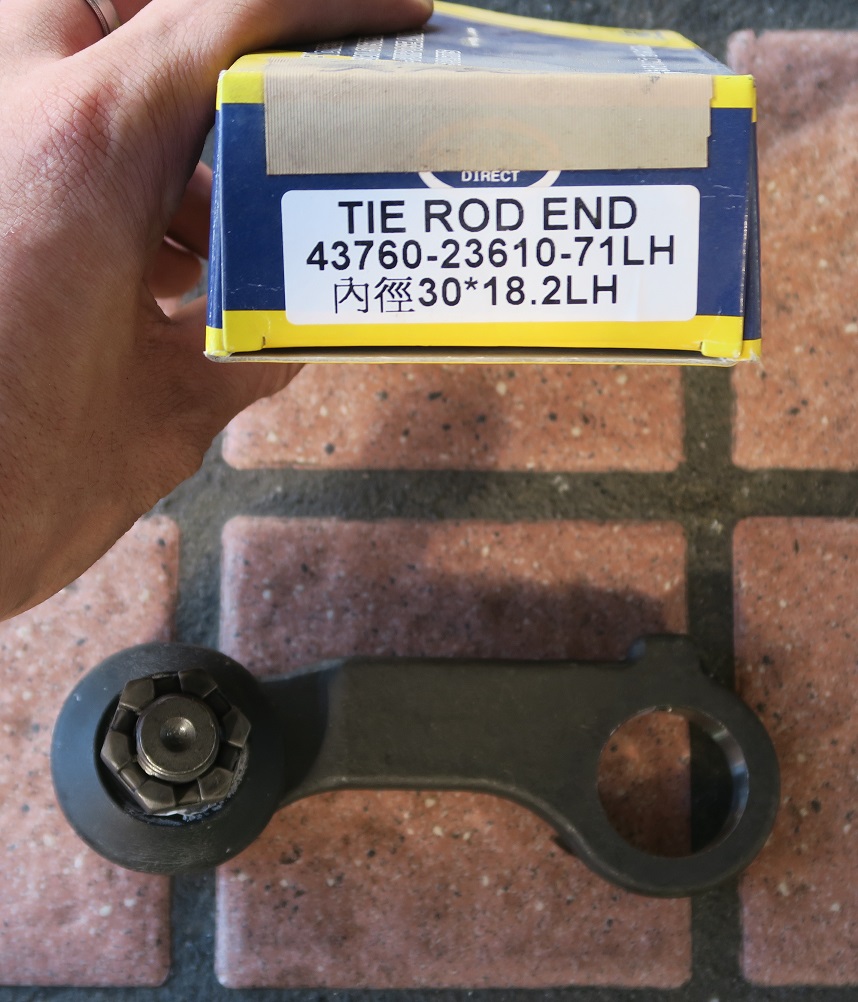 DIRECT
TIE ROD END
43760-23610-71LH
內徑30*18.2LH